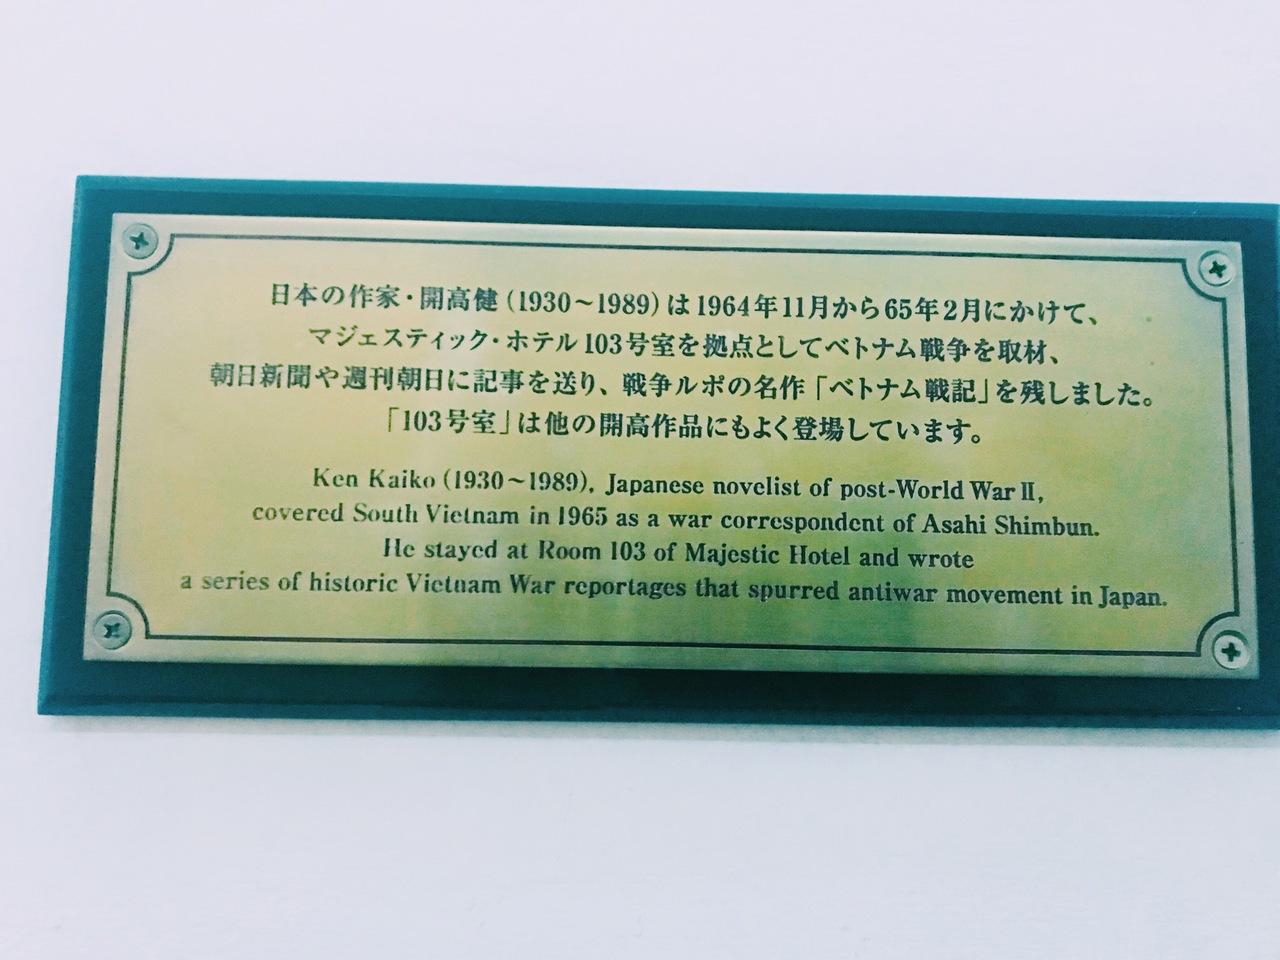 日本の作家・開高健(1930～1989)は1964年11月から65年2月にかけて、
マジェスティック・ホテル103号室を拠点としてベトナム戦争を取材、
朝日新聞や週刊朝日に記事を送り、戦争ルポの名作「ベトナム戦記」を残しました。
「103号室」は他の開高作品にもよく登場しています。
Ken Kaiko (1930～1989), Japanese novelist of post-World War II,
covered South Vietnam in 1965 as a war correspondent of Asahi Shimbun.
He stayed at Room 103 of Majestic Hotel and wrote
a series of historic Vietnam War reportages that spurred antiwar movement in Japan.